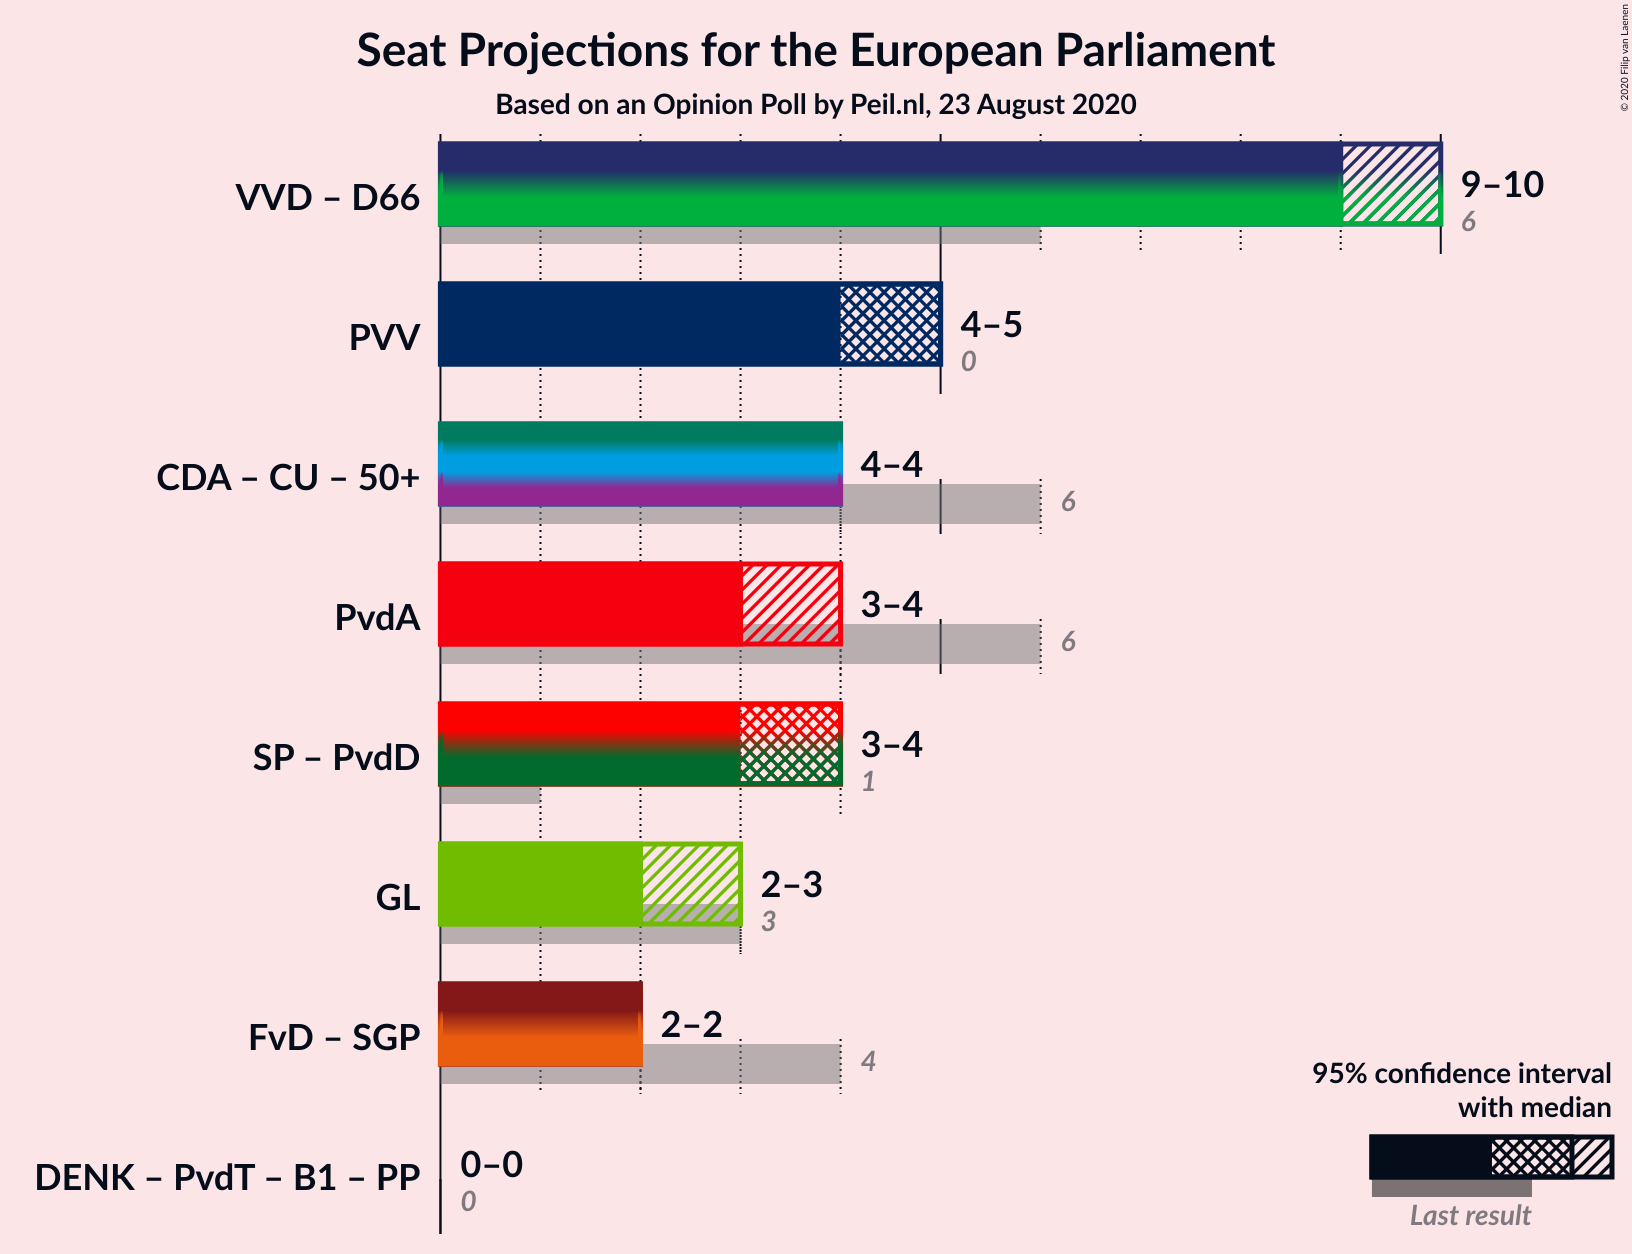 Seat Projections for the European Parliament
Based on an Opinion Poll by Peil.nl, 23 August 2020
© 2020 Filip van Laenen
VVD – D66
9–10
6
PVV
4–5
0
CDA – CU – 50+
4–4
6
PvdA
3–4
6
SP – PvdD
3–4
1
GL
2–3
3
FvD – SGP
2–2
4
DENK – PvdT – B1 – PP
0–0
0
95% confidence interval
with median
Last result